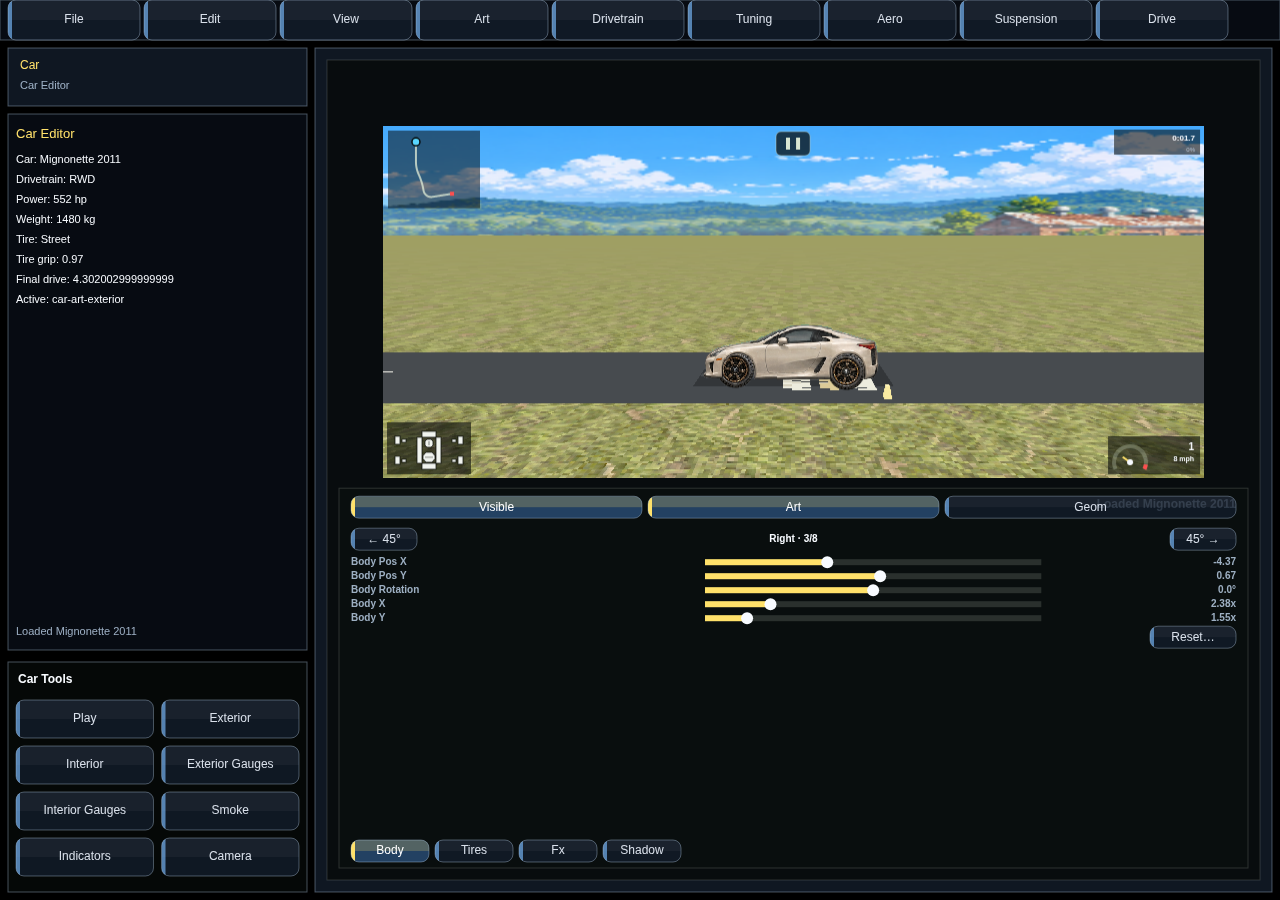 File Edit View Art Drivetrain Tuning Aero Suspension Drive
Car
Car Editor
Car Editor
Car: Mignonette 2011
Drivetrain: RWD
Power: 552 hp
Weight: 1480 kg
Tire: Street
Tire grip: 0.97
Final drive: 4.302002999999999
Active: car-art-exterior
Loaded Mignonette 2011
Car Tools
Play Exterior
Interior Exterior Gauges
Interior Gauges Smoke
Indicators Camera
0:01.7
0%
1
8 mph
Visible Art Geom
Loaded Mignonette 2011
← 45° Right · 3/8 45° →
Body Pos X -4.37
Body Pos Y 0.67
Body Rotation 0.0°
Body X 2.38x
Body Y 1.55x
Reset…
Body Tires Fx Shadow